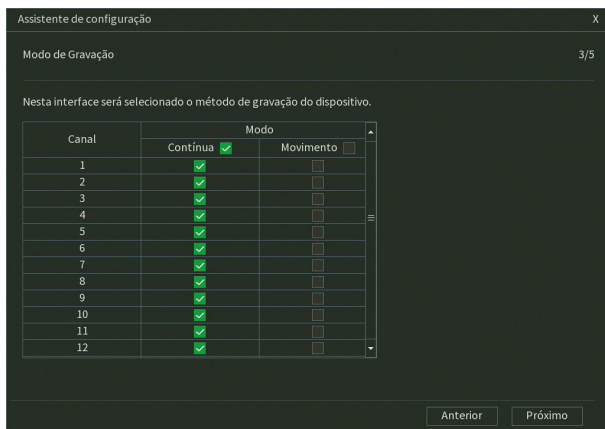 Assistente de configuração X
Modo de Gravação 3/5
Nesta interface será selecionado o método de gravação do dispositivo.
Canal Modo
Contínua Movimento
1
2
3
4
5
6
7
8
9
10
11
12
Anterior Próximo